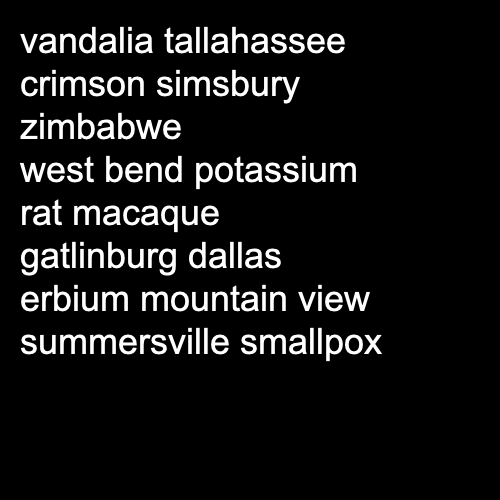 vandalia tallahassee
crimson simsbury
zimbabwe
west bend potassium
rat macaque
gatlinburg dallas
erbium mountain view
summersville smallpox